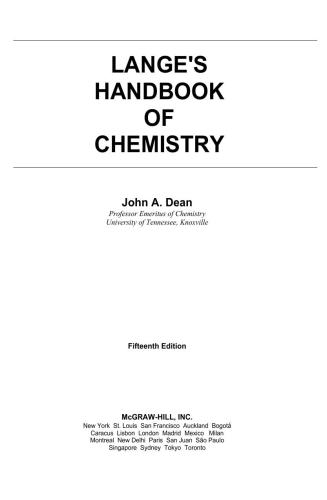 LANGE'S
HANDBOOK
OF
CHEMISTRY
John A. Dean
Professor Emeritus of Chemistry
University of Tennessee, Knoxville
Fifteenth Edition
McGRAW-HILL, INC.
New York St. Louis San Francisco Auckland Bogotá
Caracus Lisbon London Madrid Mexico Milan
Montreal New Delhi Paris San Juan São Paulo
Singapore Sydney Tokyo Toronto